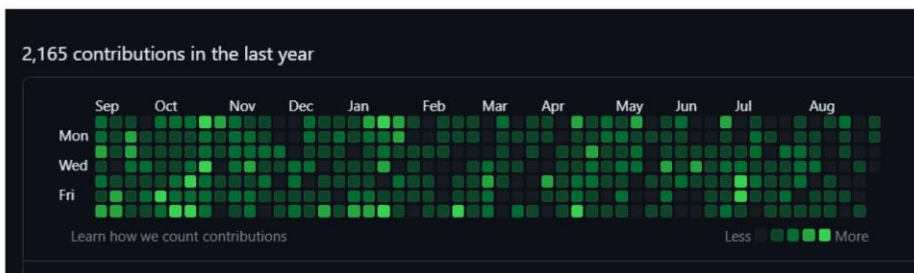 2,165 contributions in the last year
Sep Oct Nov Dec Jan Feb Mar Apr May Jun Jul Aug
Mon
Wed
Fri
Learn how we count contributions Less More